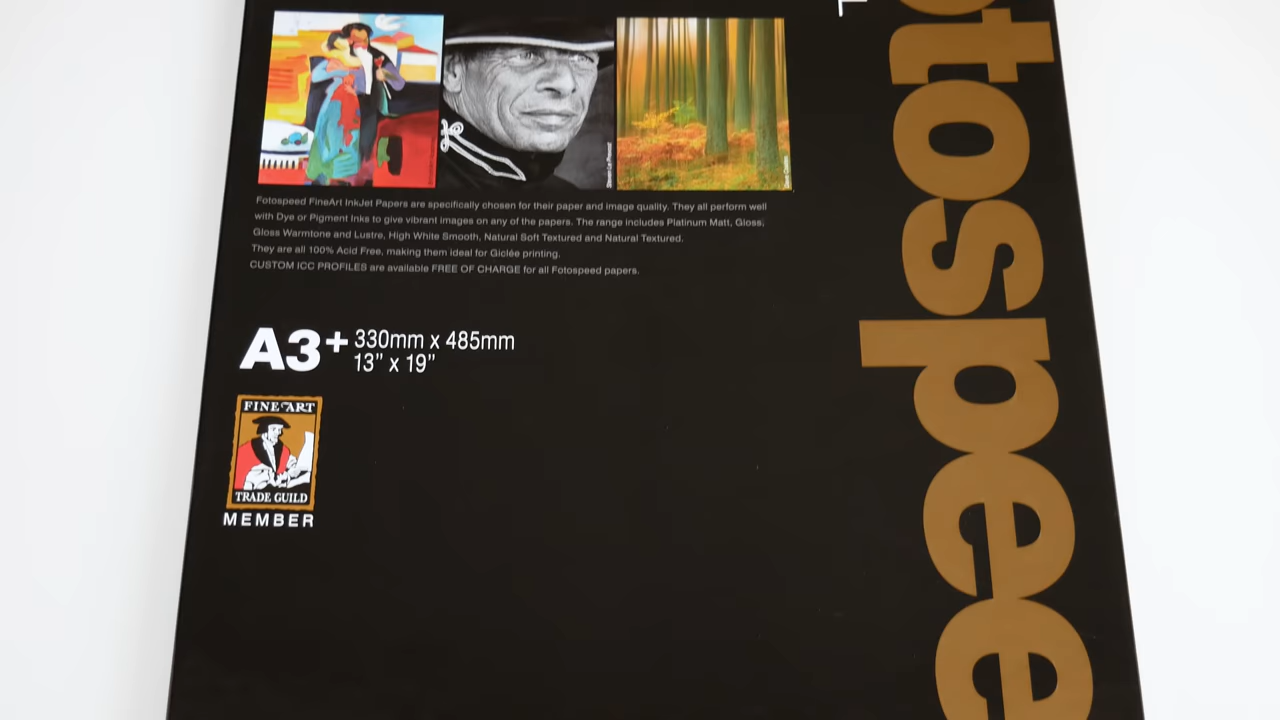 Fotospeed FineArt InkJet Papers are specifically chosen for their paper and image quality. They all perform well
with Dye or Pigment Inks to give vibrant images on any of the papers. The range includes Platinum Matt, Gloss,
Gloss Warmtone and Lustre, High White Smooth, Natural Soft Textured and Natural Textured.
They are all 100% Acid Free, making them ideal for Giclée printing.
CUSTOM ICC PROFILES are available FREE OF CHARGE for all Fotospeed papers.
A3+ 330mm x 485mm
13” x 19”
FINE ART
TRADE GUILD
MEMBER
otospee